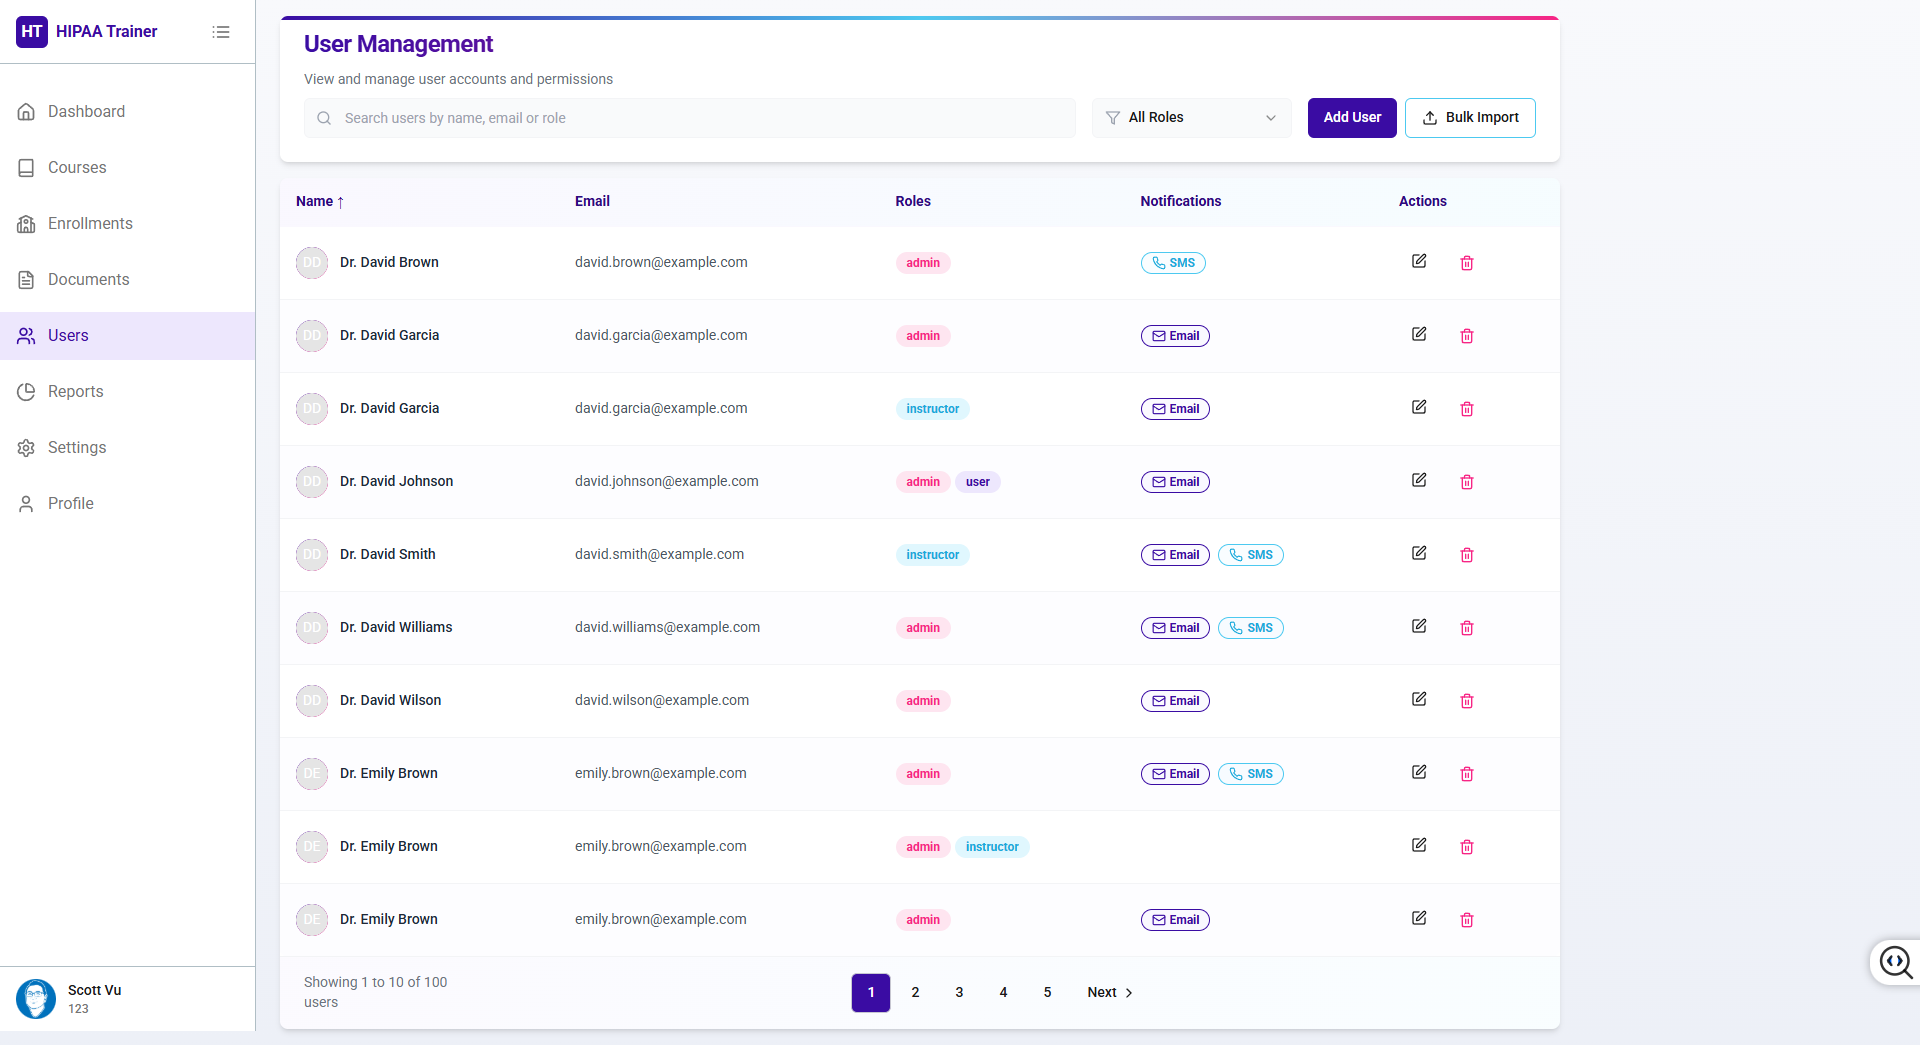 HT HIPAA Trainer
Dashboard
Courses
Enrollments
Documents
Users
Reports
Settings
Profile
Scott Vu
123
User Management
View and manage user accounts and permissions
Search users by name, email or role
All Roles
Add User
Bulk Import
Name ↑ Email Roles Notifications Actions
DD Dr. David Brown david.brown@example.com admin SMS
DD Dr. David Garcia david.garcia@example.com admin Email
DD Dr. David Garcia david.garcia@example.com instructor Email
DD Dr. David Johnson david.johnson@example.com admin user Email
DD Dr. David Smith david.smith@example.com instructor Email SMS
DD Dr. David Williams david.williams@example.com admin Email SMS
DD Dr. David Wilson david.wilson@example.com admin Email
DE Dr. Emily Brown emily.brown@example.com admin Email SMS
DE Dr. Emily Brown emily.brown@example.com admin instructor
DE Dr. Emily Brown emily.brown@example.com admin Email
Showing 1 to 10 of 100
users
1 2 3 4 5 Next